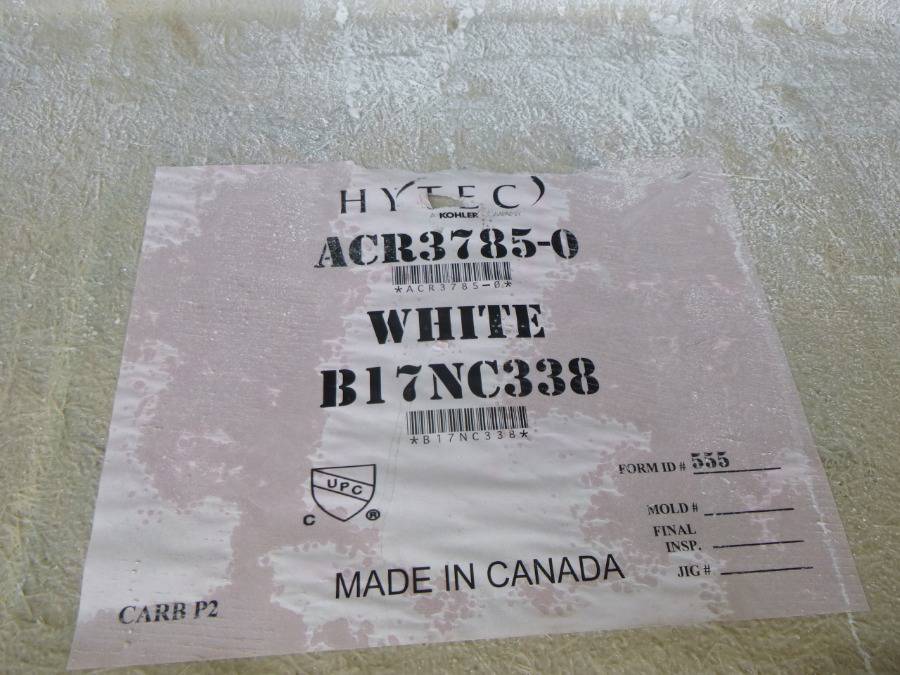 HYTEC
A KOHLER COMPANY
ACR3785-0
*ACR3785-0*
WHITE
B17NC338
*B17NC338*
FORM ID # 555
UPC
C ®
MOLD #
FINAL
INSP.
JIG #
MADE IN CANADA
CARB P2